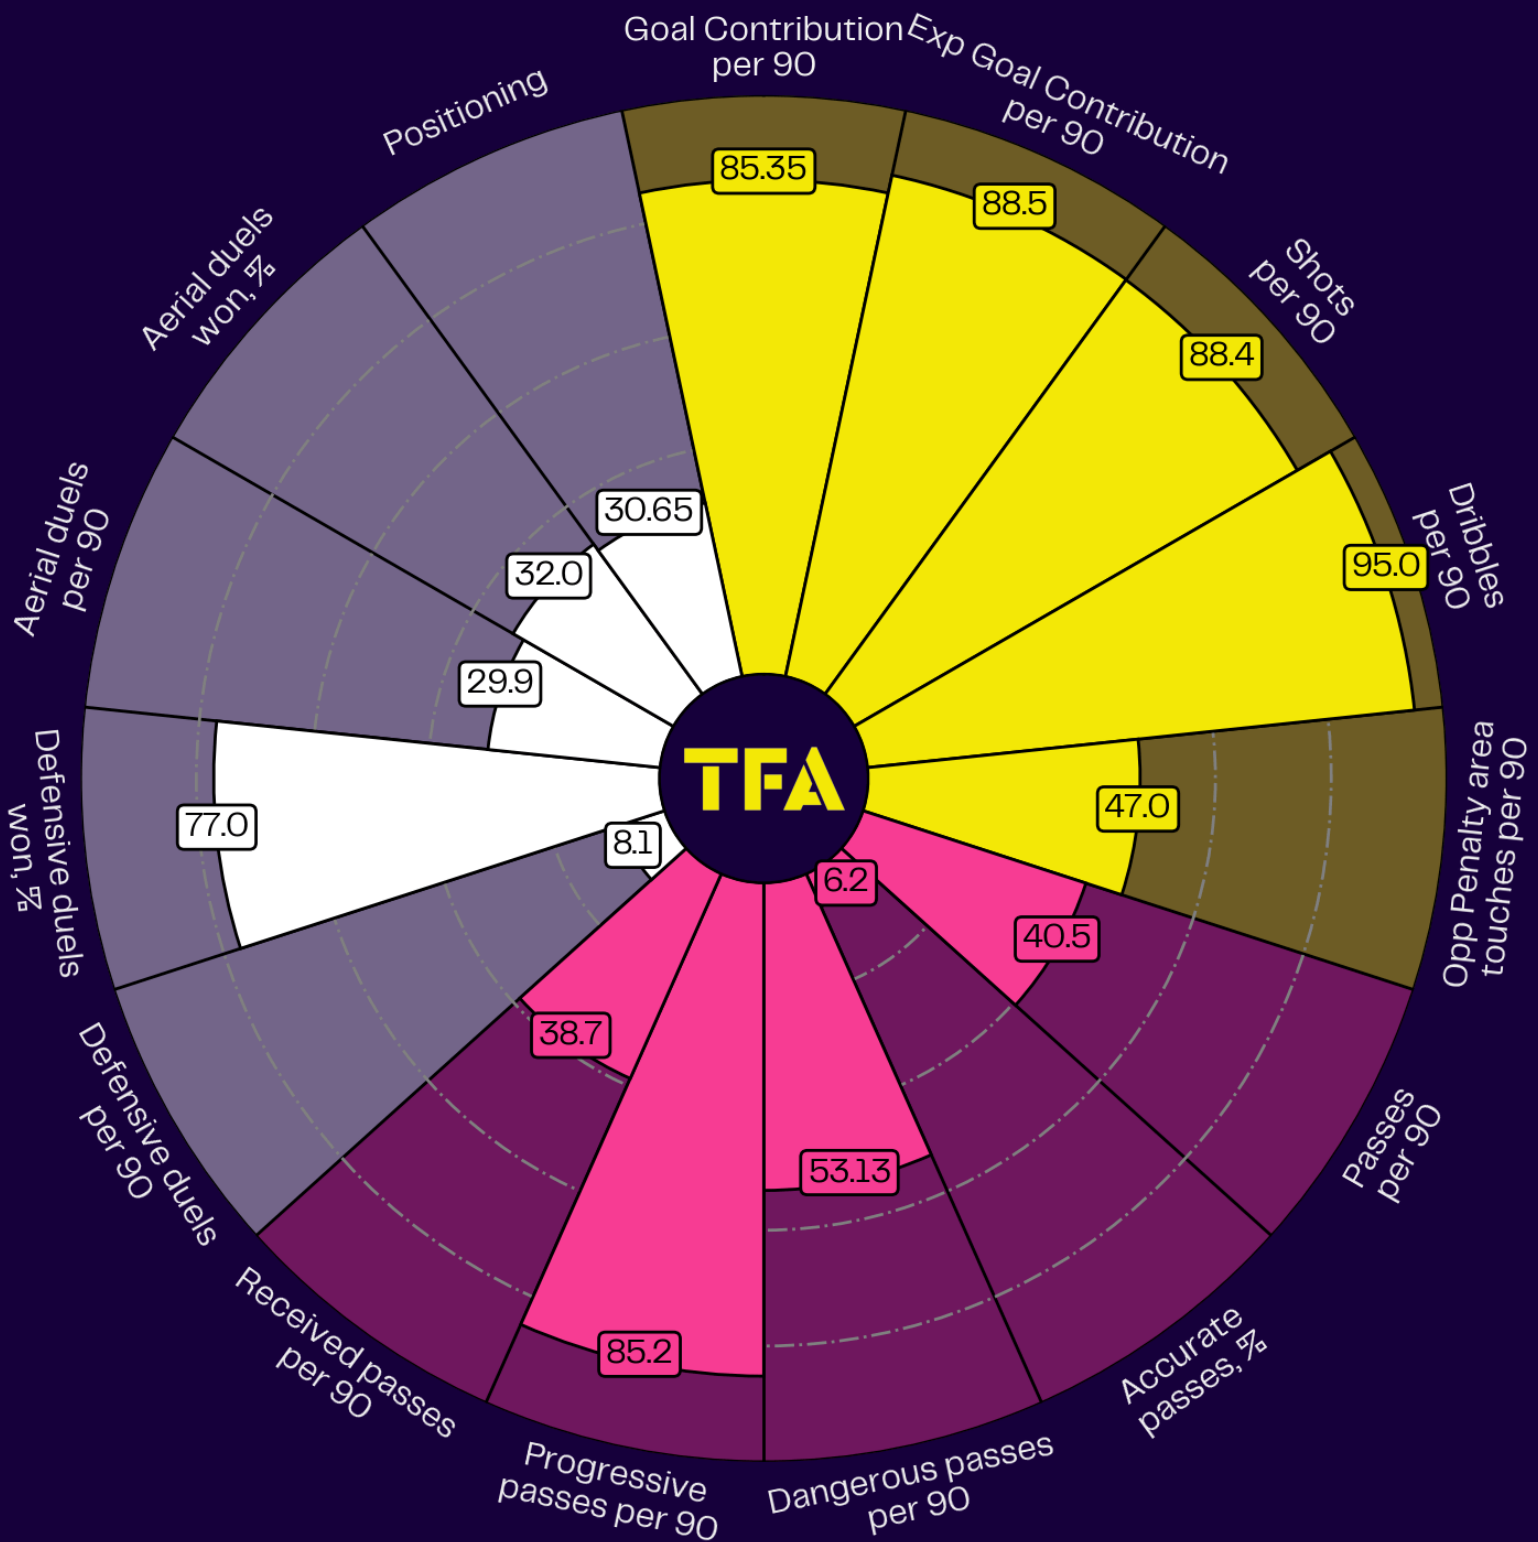 Goal Contribution
per 90
Exp Goal Contribution
per 90
Shots
per 90
Dribbles
per 90
Opp Penalty area
touches per 90
Passes
per 90
Accurate
passes, %
Dangerous passes
per 90
Progressive
passes per 90
Received passes
per 90
Defensive duels
per 90
Defensive duels
won, %
Aerial duels
per 90
Aerial duels
won, %
Positioning
85.35
88.5
88.4
95.0
47.0
40.5
6.2
53.13
85.2
38.7
8.1
77.0
29.9
32.0
30.65
TFA